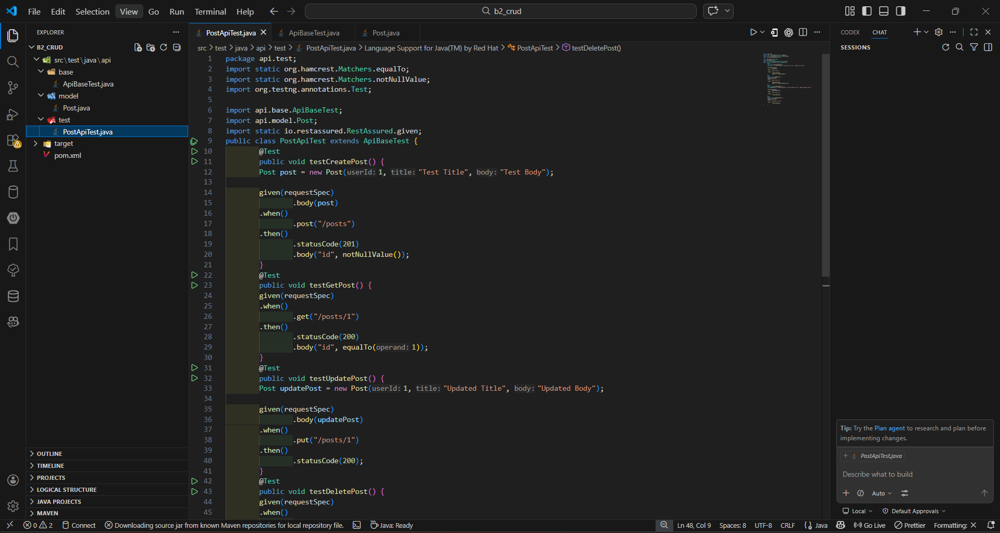 File Edit Selection View Go Run Terminal Help
b2_crud
EXPLORER
B2_CRUD
src\test\java\api
base
ApiBaseTest.java
model
Post.java
test
PostApiTest.java
target
pom.xml
OUTLINE
TIMELINE
PROJECTS
LOGICAL STRUCTURE
JAVA PROJECTS
MAVEN
PostApiTest.java ApiBaseTest.java Post.java
src > test > java > api > test > PostApiTest.java > Language Support for Java(TM) by Red Hat > PostApiTest > testDeletePost()
1 package api.test;
2 import static org.hamcrest.Matchers.equalTo;
3 import static org.hamcrest.Matchers.notNullValue;
4 import org.testng.annotations.Test;
5
6 import api.base.ApiBaseTest;
7 import api.model.Post;
8 import static io.restassured.RestAssured.given;
9 public class PostApiTest extends ApiBaseTest {
10 @Test
11 public void testCreatePost() {
12 Post post = new Post(userId: 1, title: "Test Title", body: "Test Body");
13
14 given(requestSpec)
15 .body(post)
16 .when()
17 .post("/posts")
18 .then()
19 .statusCode(201)
20 .body("id", notNullValue());
21 }
22 @Test
23 public void testGetPost() {
24 given(requestSpec)
25 .when()
26 .get("/posts/1")
27 .then()
28 .statusCode(200)
29 .body("id", equalTo(operand: 1));
30 }
31 @Test
32 public void testUpdatePost() {
33 Post updatePost = new Post(userId: 1, title: "Updated Title", body: "Updated Body");
34
35 given(requestSpec)
36 .body(updatePost)
37 .when()
38 .put("/posts/1")
39 .then()
40 .statusCode(200);
41 }
42 @Test
43 public void testDeletePost() {
44 given(requestSpec)
45 .when()
CODEX CHAT
SESSIONS
Tip: Try the Plan agent to research and plan before
implementing changes.
PostApiTest.java
Describe what to build
Auto
Local Default Approvals
0 2 Connect Downloading source jar from known Maven repositories for local repository file. Java: Ready
Ln 48, Col 9 Spaces: 8 UTF-8 CRLF Java Go Live Prettier Formatting: ×